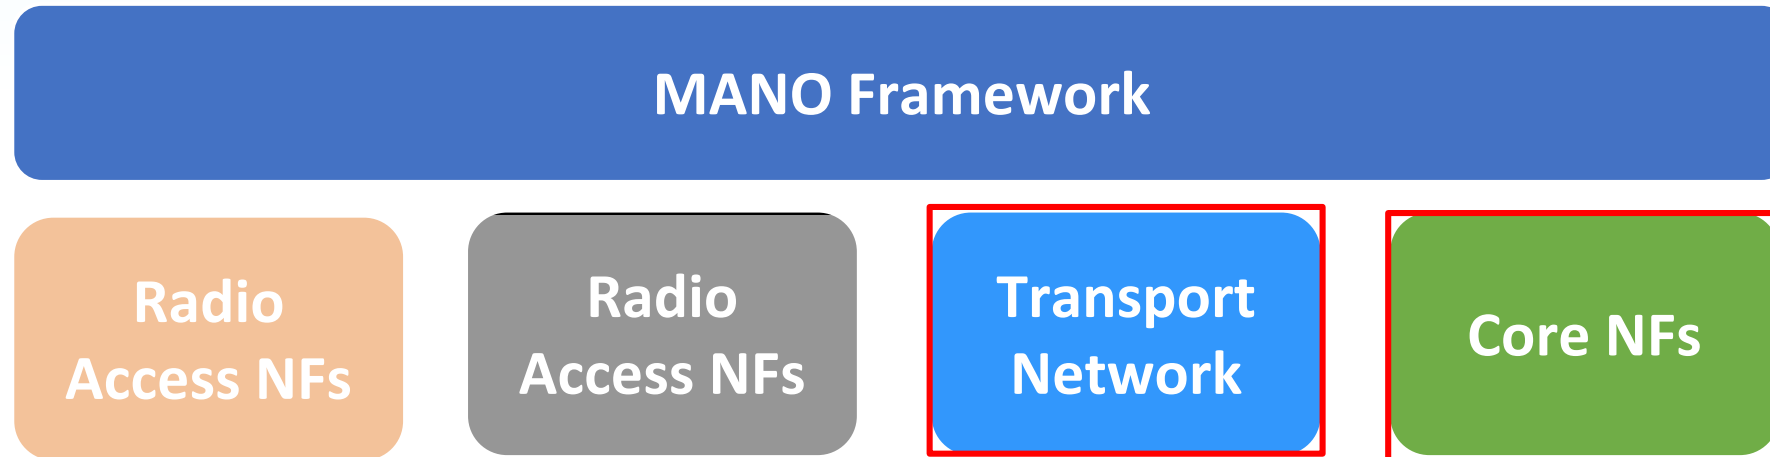 MANO Framework
Radio
Access NFs
Radio
Access NFs
Transport
Network
Core NFs